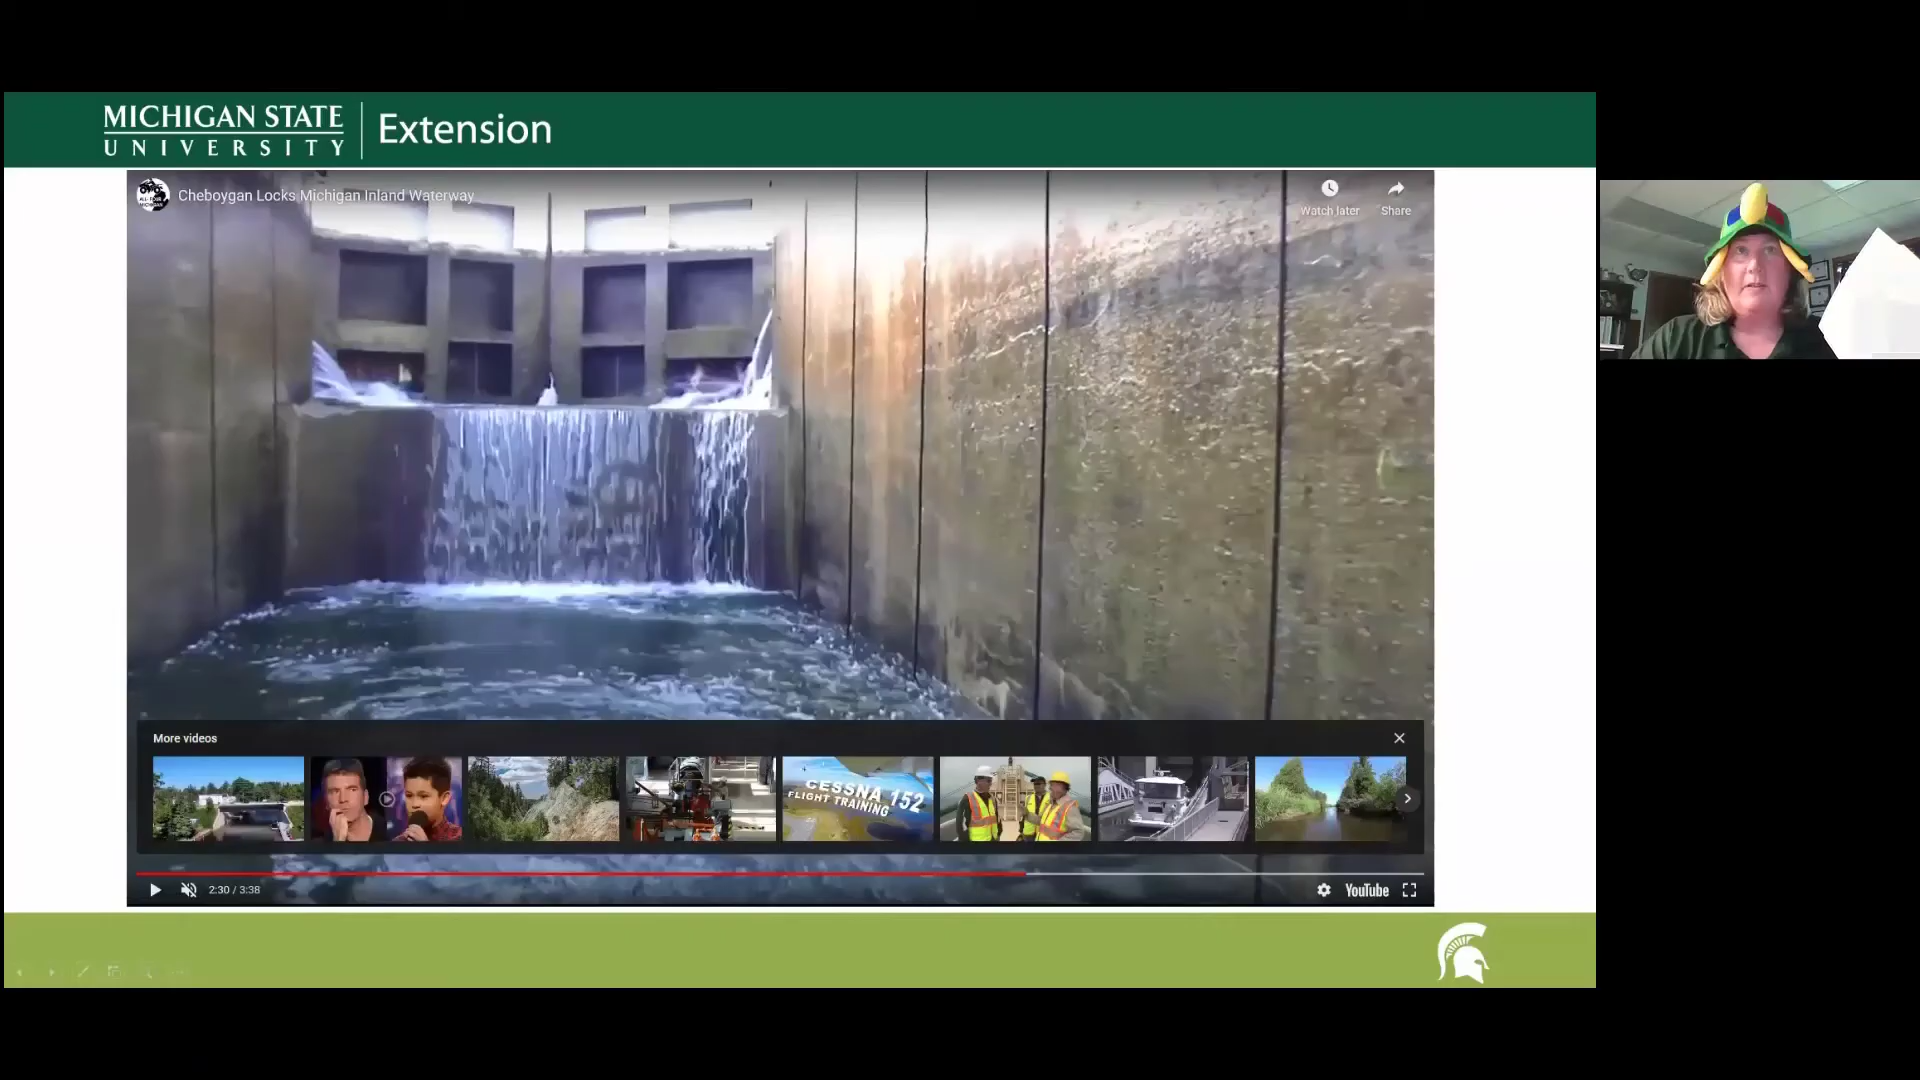 MICHIGAN STATE
UNIVERSITY
Extension
Cheboygan Locks Michigan Inland Waterway
Watch later
Share
More videos
CESSNA 152
FLIGHT TRAINING
2:30 / 3:38
YouTube